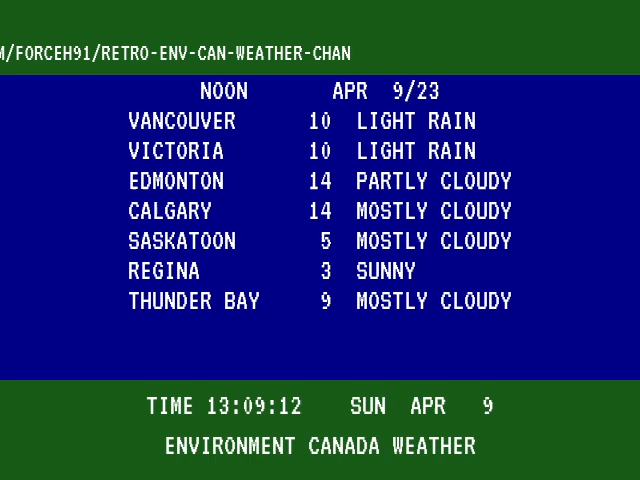 M/FORCEH91/RETRO-ENV-CAN-WEATHER-CHAN
NOON APR 9/23
VANCOUVER 10 LIGHT RAIN
VICTORIA 10 LIGHT RAIN
EDMONTON 14 PARTLY CLOUDY
CALGARY 14 MOSTLY CLOUDY
SASKATOON 5 MOSTLY CLOUDY
REGINA 3 SUNNY
THUNDER BAY 9 MOSTLY CLOUDY
TIME 13:09:12 SUN APR 9
ENVIRONMENT CANADA WEATHER